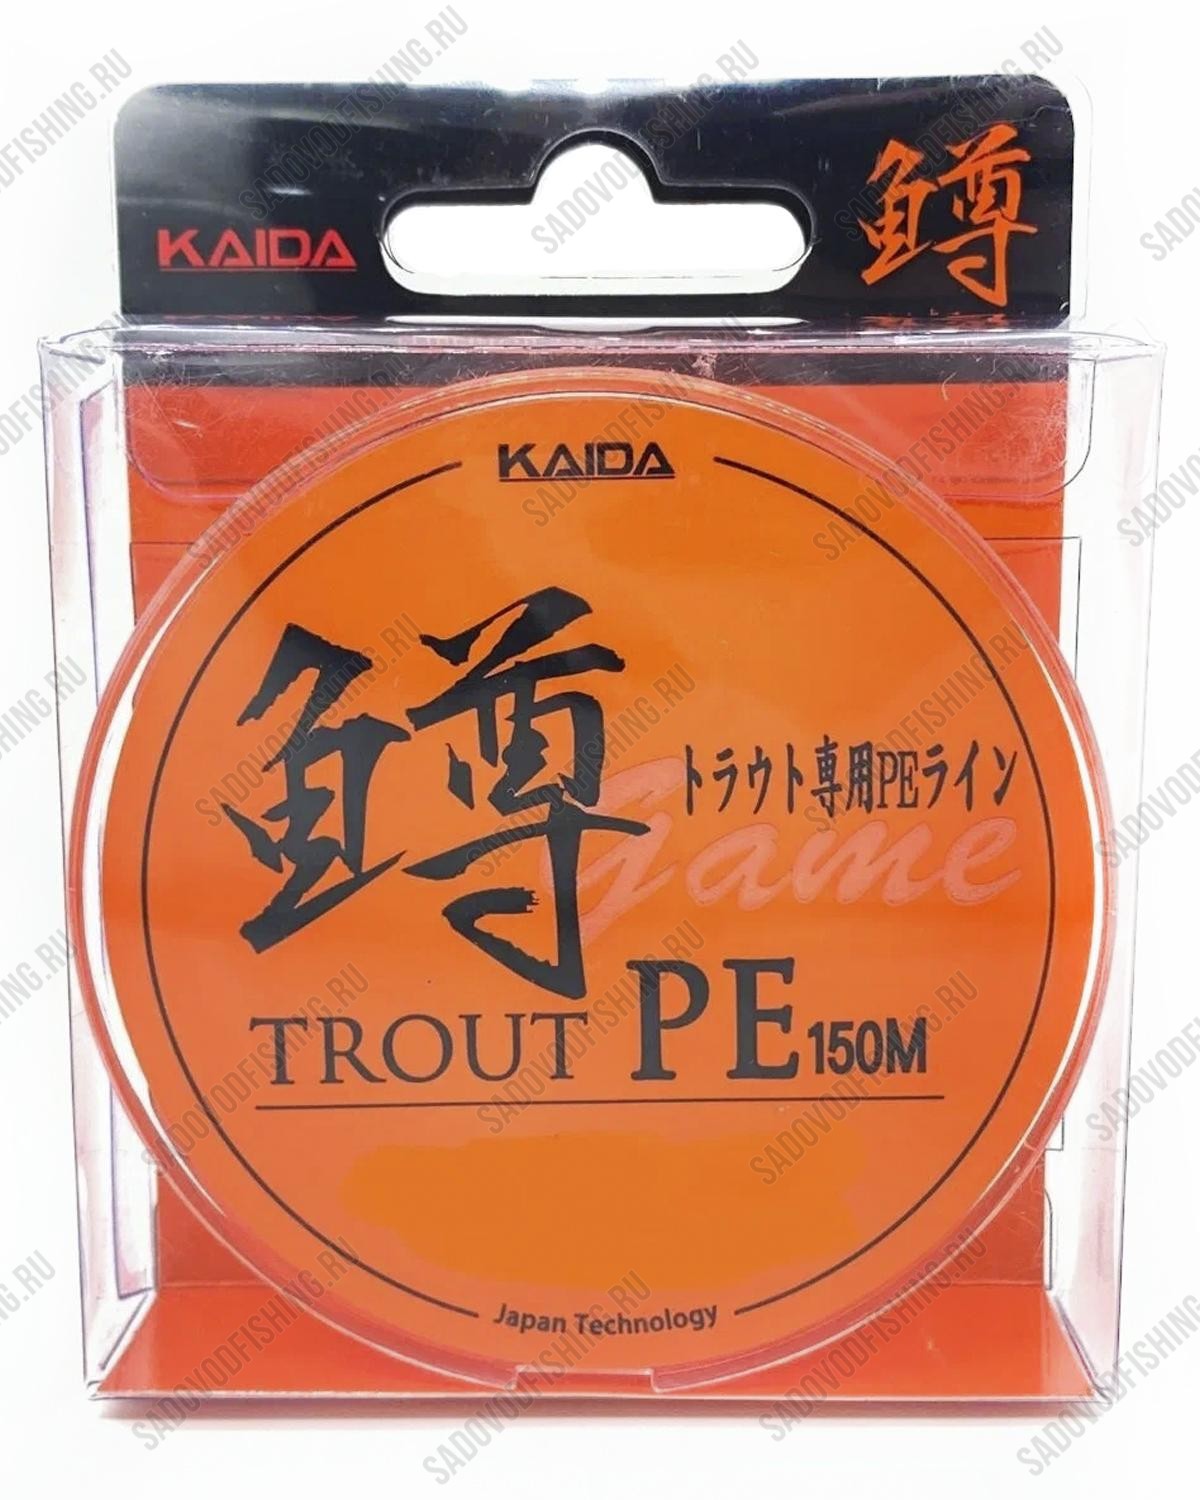 KAIDA
鱒
KAIDA
鱒
トラウト専用PEライン
Game
TROUT PE 150M
Japan Technology
SADOVODFISHING.RU